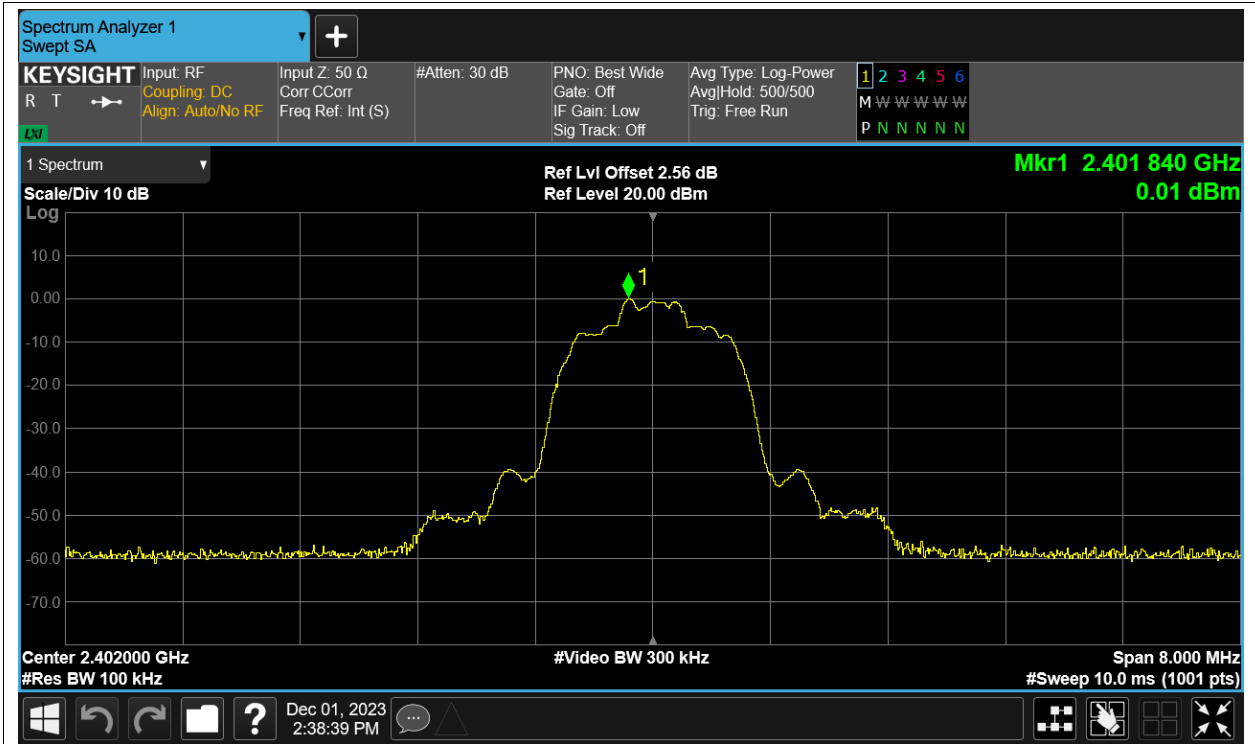 Spectrum Analyzer 1
Swept SA
KEYSIGHT
R T
LXI
Input: RF
Coupling: DC
Align: Auto/No RF
Input Z: 50 Ω
Corr CCorr
Freq Ref: Int (S)
#Atten: 30 dB
PNO: Best Wide
Gate: Off
IF Gain: Low
Sig Track: Off
Avg Type: Log-Power
Avg|Hold: 500/500
Trig: Free Run
1 2 3 4 5 6
M W W W W W
P N N N N N
1 Spectrum
Scale/Div 10 dB
Log
Ref Lvl Offset 2.56 dB
Ref Level 20.00 dBm
Mkr1 2.401 840 GHz
0.01 dBm
1
10.0
0.00
-10.0
-20.0
-30.0
-40.0
-50.0
-60.0
-70.0
Center 2.402000 GHz
#Res BW 100 kHz
#Video BW 300 kHz
Span 8.000 MHz
#Sweep 10.0 ms (1001 pts)
?
Dec 01, 2023
2:38:39 PM